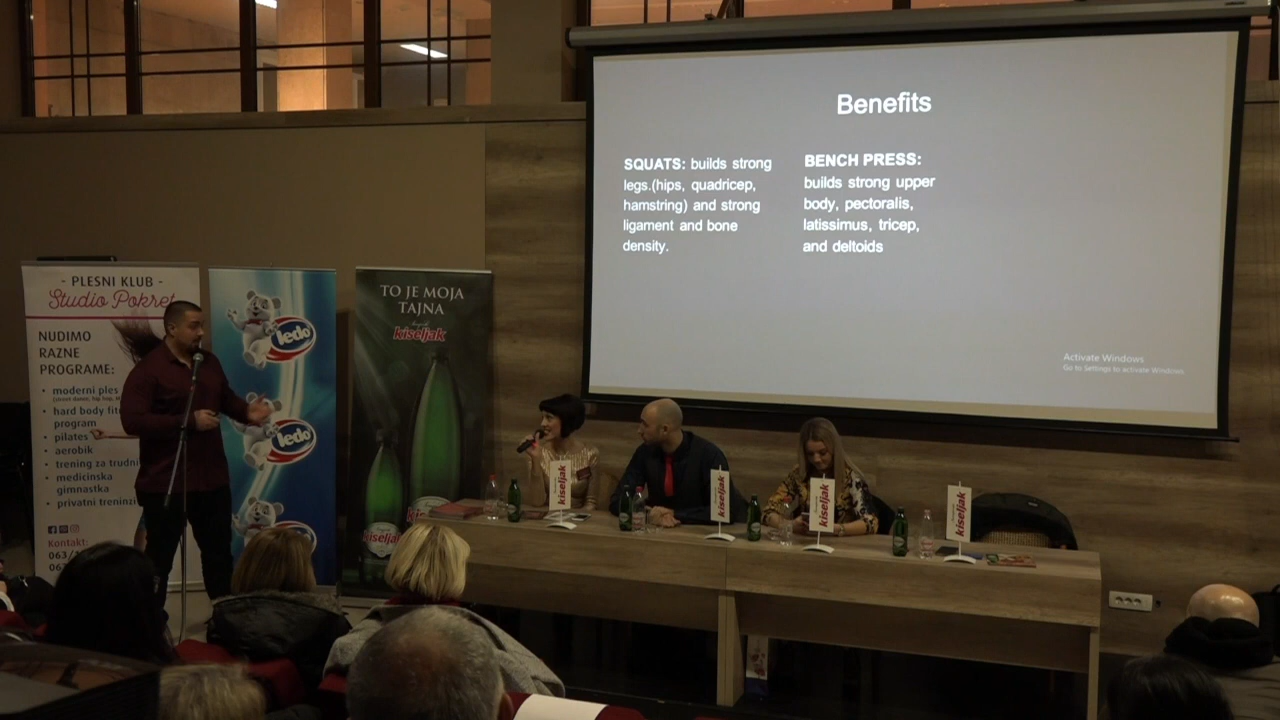 Benefits
SQUATS: builds strong
legs.(hips, quadricep,
hamstring) and strong
ligament and bone
density.
BENCH PRESS:
builds strong upper
body, pectoralis,
latissimus, tricep,
and deltoids
Activate Windows
Go to Settings to activate Windows.
- PLESNI KLUB -
Studio Pokret
NUDIMO
RAZNE
PROGRAME:
• moderni ples
• hard body fit
program
• pilates
• aerobik
• trening za trudni
• medicinska
gimnastka
• privatni treninzi
Kontakt:
063/
ledo
ledo
TO JE MOJA
TAJNA
kiseljak
kiseljak
kiseljak
kiseljak
kiseljak
kiseljak
kiseljak